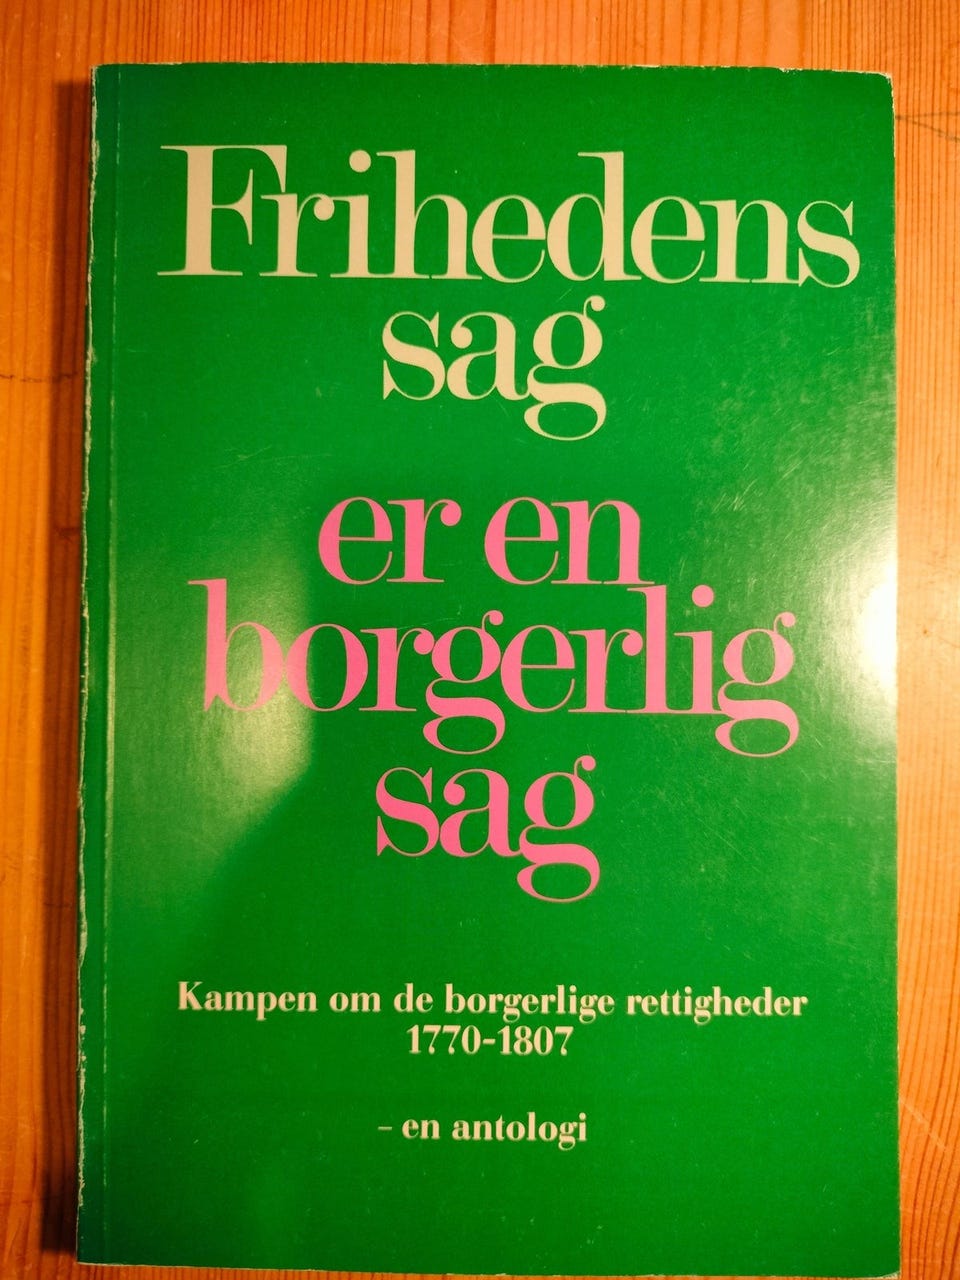 Frihedens
sag
er en
borgerlig
sag
Kampen om de borgerlige rettigheder
1770-1807
– en antologi